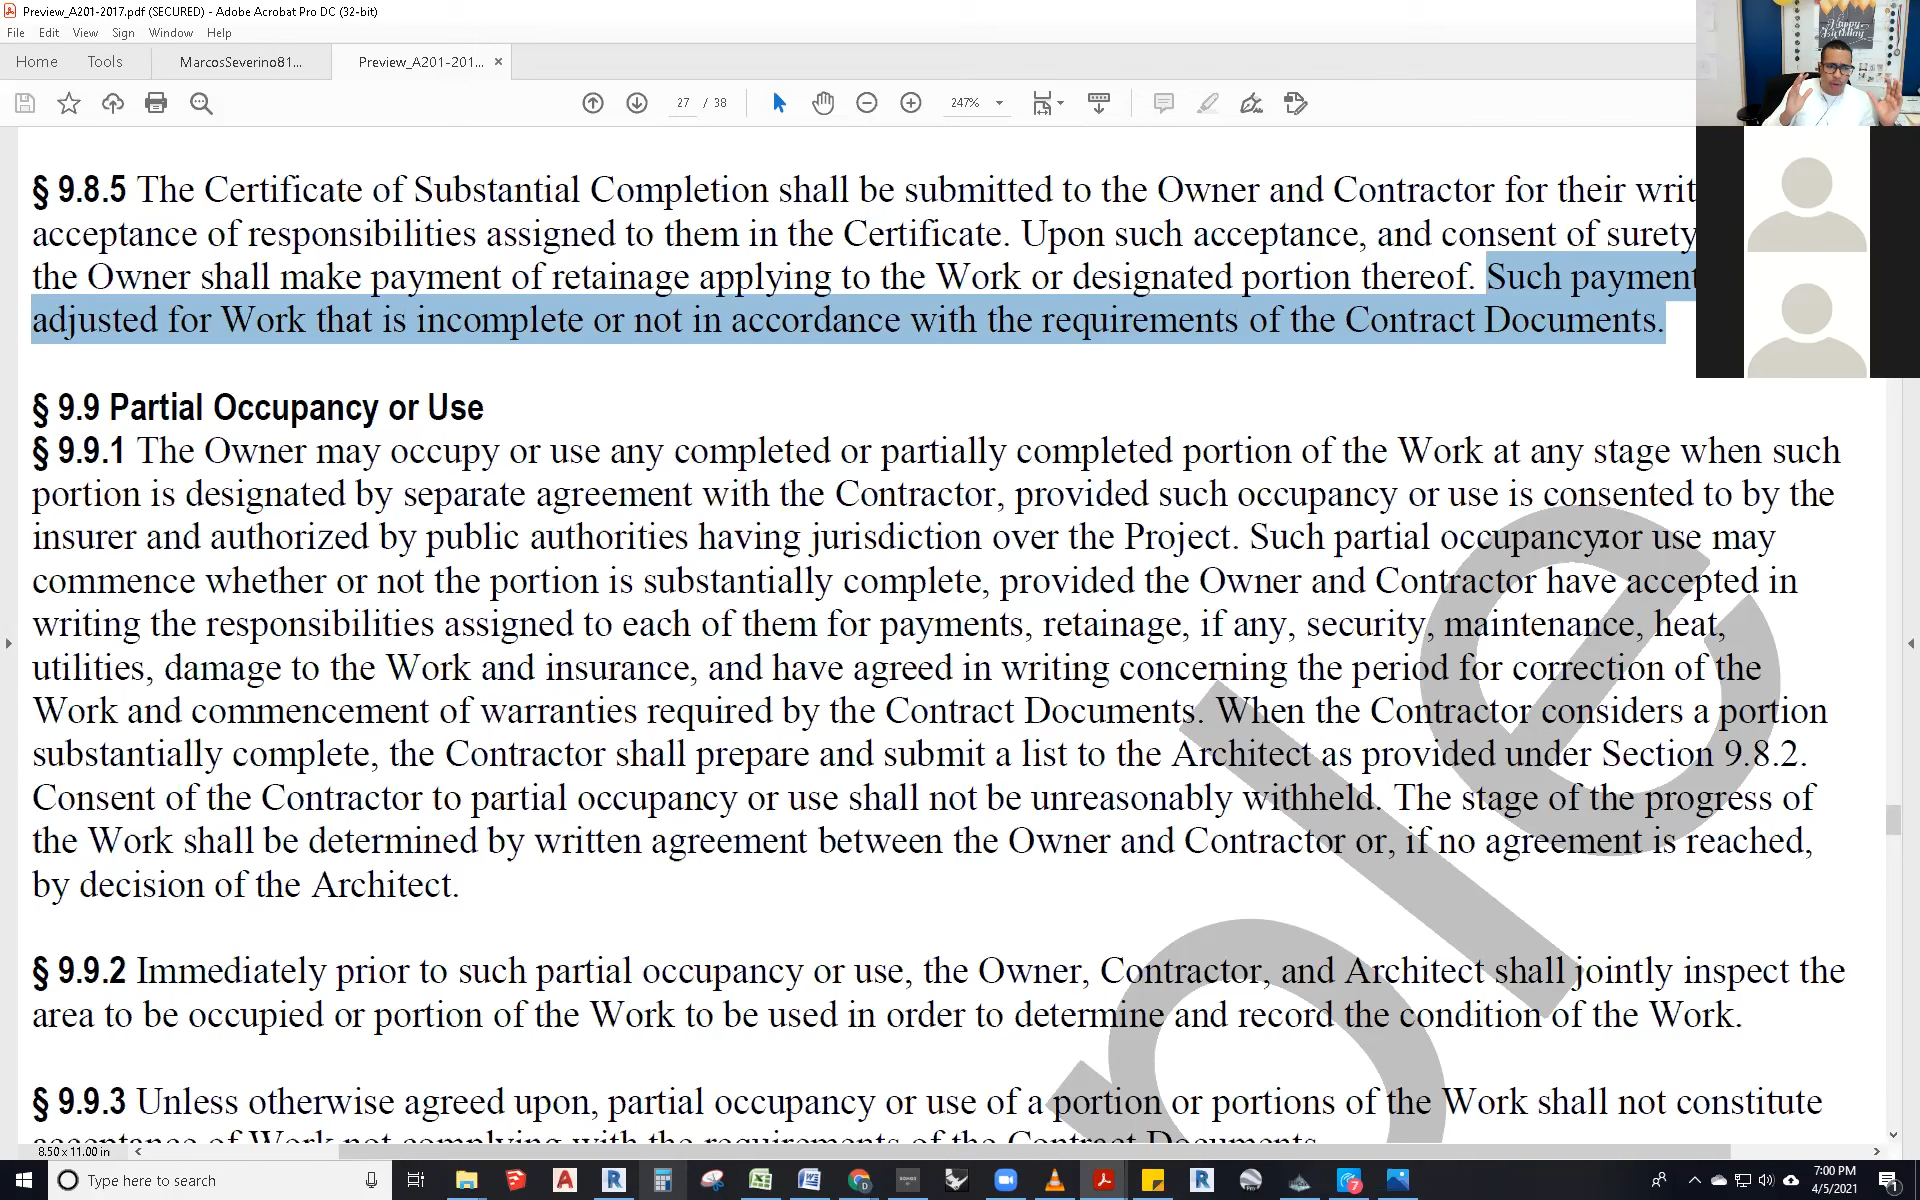 Preview_A201-2017.pdf (SECURED) - Adobe Acrobat Pro DC (32-bit)
File Edit View Sign Window Help
Home Tools MarcosSeverino81... Preview_A201-201... ×
27 / 38 247%
Happy Birthday
§ 9.8.5 The Certificate of Substantial Completion shall be submitted to the Owner and Contractor for their writ
acceptance of responsibilities assigned to them in the Certificate. Upon such acceptance, and consent of surety
the Owner shall make payment of retainage applying to the Work or designated portion thereof. Such payment
adjusted for Work that is incomplete or not in accordance with the requirements of the Contract Documents.
§ 9.9 Partial Occupancy or Use
§ 9.9.1 The Owner may occupy or use any completed or partially completed portion of the Work at any stage when such
portion is designated by separate agreement with the Contractor, provided such occupancy or use is consented to by the
insurer and authorized by public authorities having jurisdiction over the Project. Such partial occupancy or use may
commence whether or not the portion is substantially complete, provided the Owner and Contractor have accepted in
writing the responsibilities assigned to each of them for payments, retainage, if any, security, maintenance, heat,
utilities, damage to the Work and insurance, and have agreed in writing concerning the period for correction of the
Work and commencement of warranties required by the Contract Documents. When the Contractor considers a portion
substantially complete, the Contractor shall prepare and submit a list to the Architect as provided under Section 9.8.2.
Consent of the Contractor to partial occupancy or use shall not be unreasonably withheld. The stage of the progress of
the Work shall be determined by written agreement between the Owner and Contractor or, if no agreement is reached,
by decision of the Architect.
§ 9.9.2 Immediately prior to such partial occupancy or use, the Owner, Contractor, and Architect shall jointly inspect the
area to be occupied or portion of the Work to be used in order to determine and record the condition of the Work.
§ 9.9.3 Unless otherwise agreed upon, partial occupancy or use of a portion or portions of the Work shall not constitute
acceptance of Work not complying with the requirements of the Contract Documents.
ple
8.50 x 11.00 in
Type here to search
7:00 PM
4/5/2021